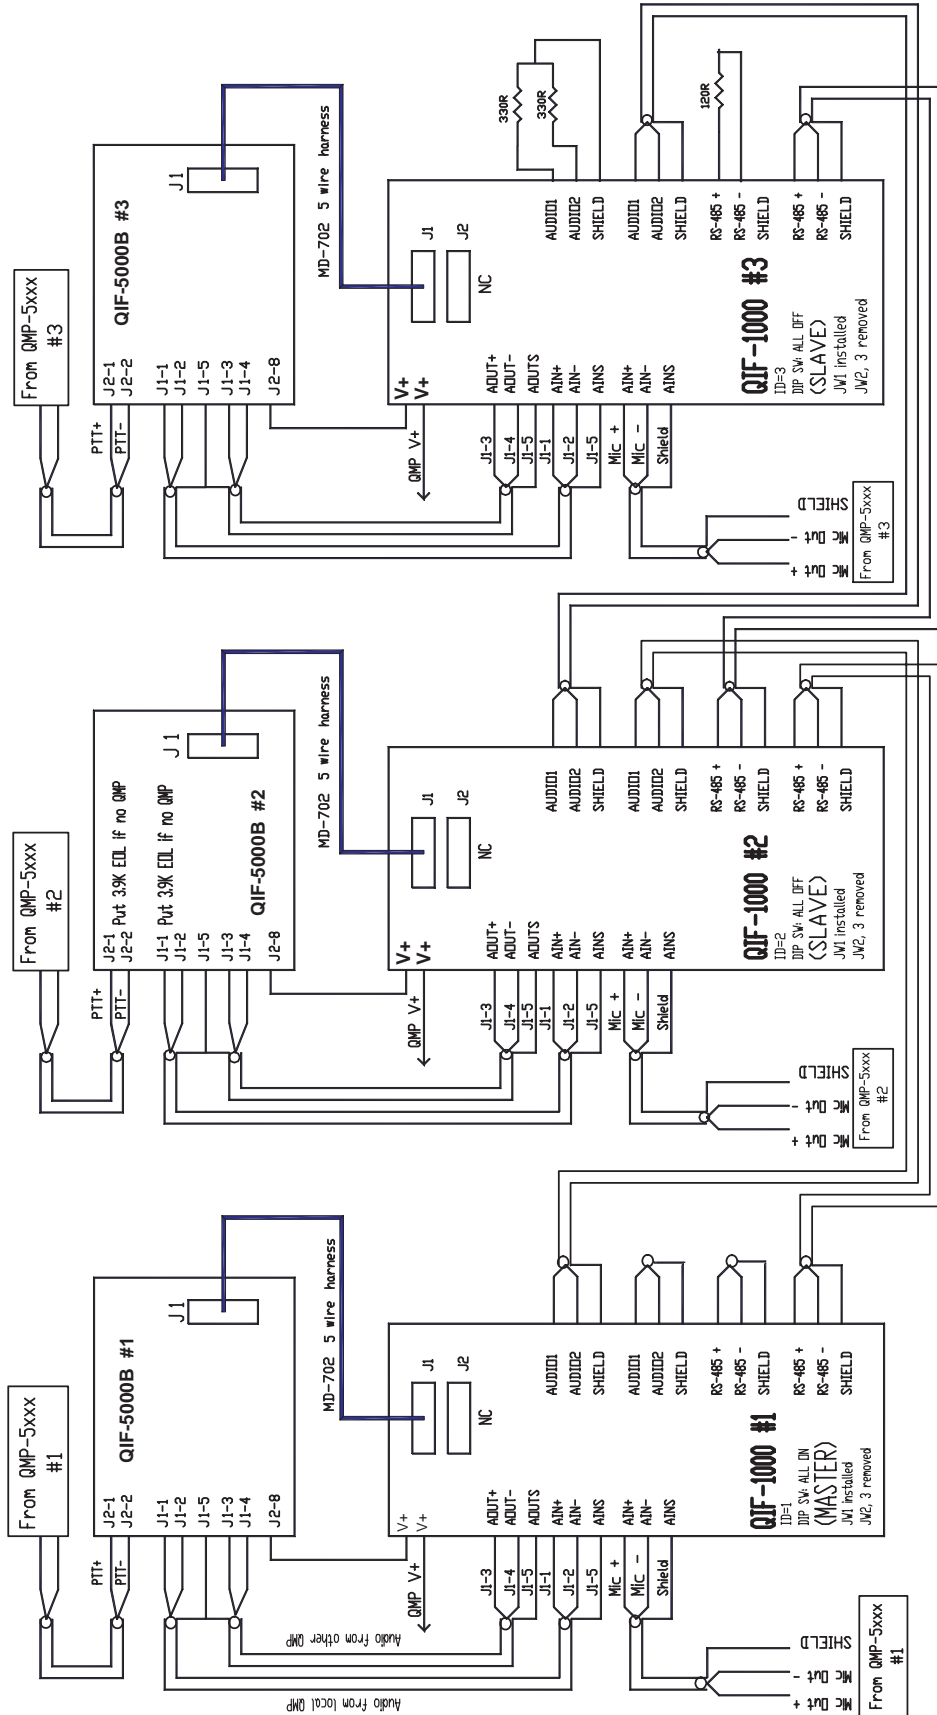 From QMP-5xxx
#3
QIF-5000B #3
J1
J2-1
J2-2
J1-1
J1-2
J1-5
J1-3
J1-4
J2-8
PTT+
PTT-
MD-702 5 wire harness
330R
330R
120R
J1
J2
NC
V+
V+
QMP V+
AOUT+
AOUT-
AOUTS
AIN+
AIN-
AINS
AIN+
AIN-
AINS
J1-3
J1-4
J1-5
J1-1
J1-2
J1-5
Mic +
Mic -
Shield
AUDIO1
AUDIO2
SHIELD
AUDIO1
AUDIO2
SHIELD
RS-485 +
RS-485 -
SHIELD
RS-485 +
RS-485 -
SHIELD
QIF-1000 #3
ID=3
DIP SW: ALL OFF
(SLAVE)
JW1 installed
JW2, 3 removed
SHIELD
Mic Out -
Mic Out +
From QMP-5xxx
#3
From QMP-5xxx
#2
QIF-5000B #2
J1
J2-1
J2-2
Put 3.9K EOL if no QMP
J1-1
Put 3.9K EOL if no QMP
J1-2
J1-5
J1-3
J1-4
J2-8
PTT+
PTT-
MD-702 5 wire harness
J1
J2
NC
V+
V+
QMP V+
AOUT+
AOUT-
AOUTS
AIN+
AIN-
AINS
AIN+
AIN-
AINS
J1-3
J1-4
J1-5
J1-1
J1-2
J1-5
Mic +
Mic -
Shield
AUDIO1
AUDIO2
SHIELD
AUDIO1
AUDIO2
SHIELD
RS-485 +
RS-485 -
SHIELD
RS-485 +
RS-485 -
SHIELD
QIF-1000 #2
ID=2
DIP SW: ALL OFF
(SLAVE)
JW1 installed
JW2, 3 removed
SHIELD
Mic Out -
Mic Out +
From QMP-5xxx
#2
From QMP-5xxx
#1
QIF-5000B #1
J1
J2-1
J2-2
J1-1
J1-2
J1-5
J1-3
J1-4
J2-8
PTT+
PTT-
MD-702 5 wire harness
Audio from other QMP
Audio from local QMP
J1
J2
NC
V+
V+
QMP V+
AOUT+
AOUT-
AOUTS
AIN+
AIN-
AINS
AIN+
AIN-
AINS
J1-3
J1-4
J1-5
J1-1
J1-2
J1-5
Mic +
Mic -
Shield
AUDIO1
AUDIO2
SHIELD
AUDIO1
AUDIO2
SHIELD
RS-485 +
RS-485 -
SHIELD
RS-485 +
RS-485 -
SHIELD
QIF-1000 #1
ID=1
DIP SW: ALL ON
(MASTER)
JW1 installed
JW2, 3 removed
SHIELD
Mic Out -
Mic Out +
From QMP-5xxx
#1